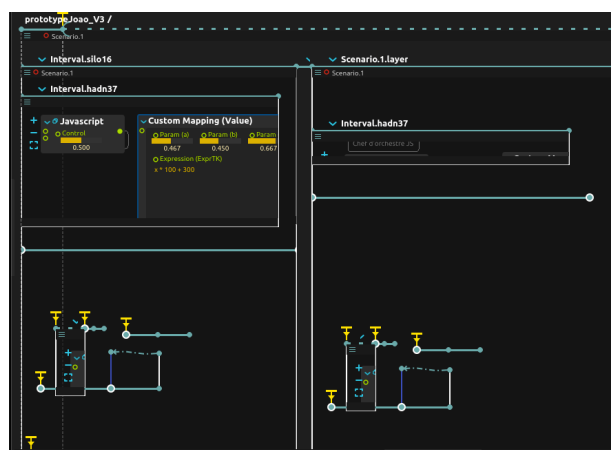 prototypeJoao_V3 /
Scenario.1
Interval.silo16
Scenario.1.layer
Scenario.1
Scenario.1
Interval.hadn37
Javascript
Custom Mapping (Value)
Interval.hadn37
Control
Param (a)
Param (b)
Param
0.500
0.467
0.450
0.667
Chef d'orchestre JS
Expression (ExprTK)
x * 100 + 300